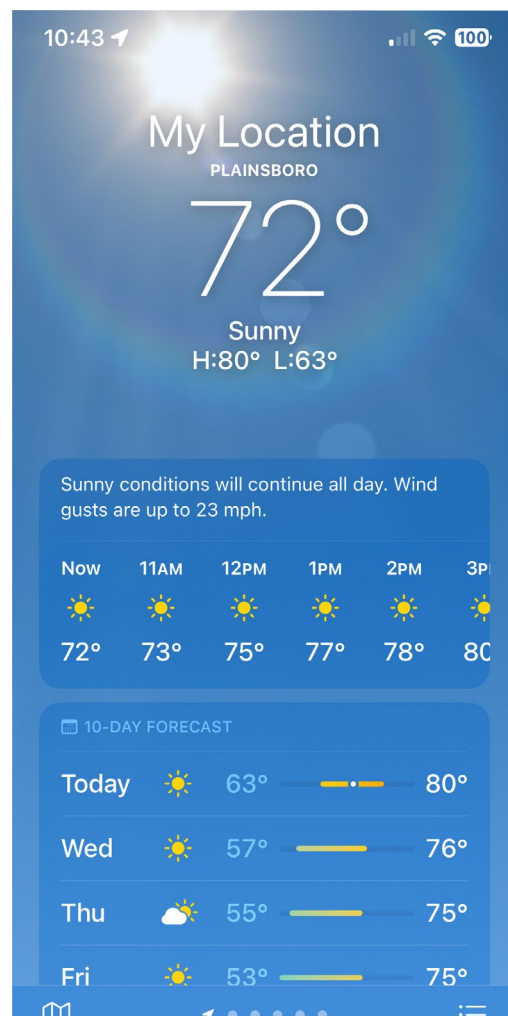 10:43
100
My Location
PLAINSBORO
72°
Sunny
H:80° L:63°
Sunny conditions will continue all day. Wind
gusts are up to 23 mph.
Now 11AM 12PM 1PM 2PM
72° 73° 75° 77° 78° 80
10-DAY FORECAST
Today 63° 80°
Wed 57° 76°
Thu 55° 75°
Fri 53° 75°